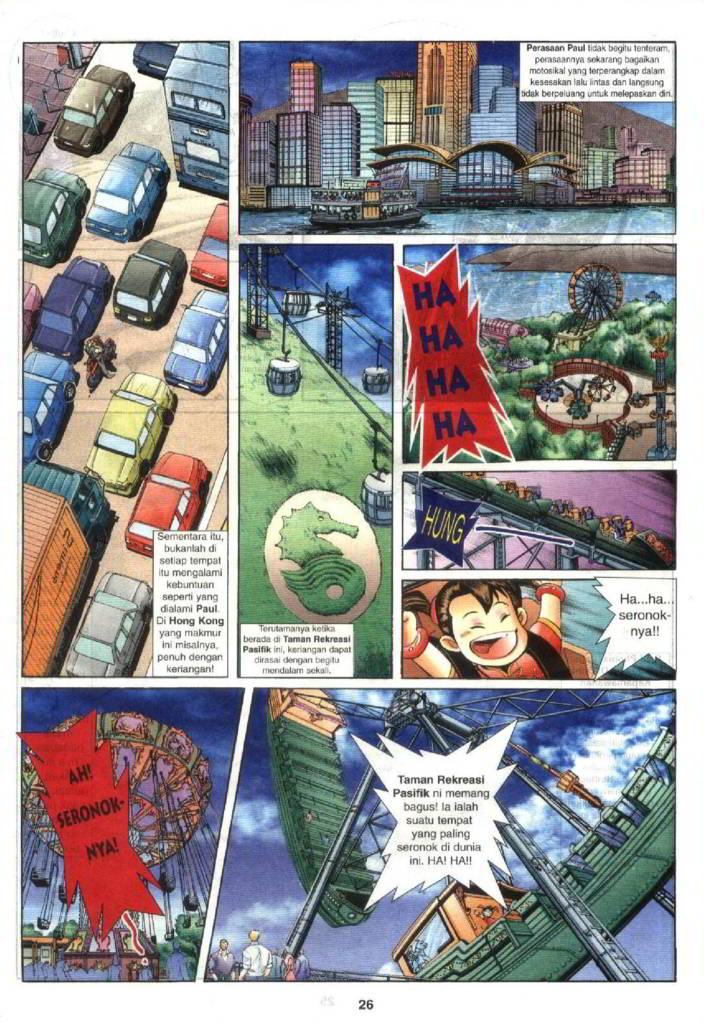 Perasaan Paul tidak begitu tenteram,
perasaannya sekarang bagaikan
motosikal yang terperangkap dalam
kesesakan lalu lintas dan langsung
tidak berpeluang untuk melepaskan diri.
Sementara itu,
bukanlah di
setiap tempat
itu mengalami
kebuntuan
seperti yang
dialami Paul.
Di Hong Kong
yang makmur
ini misalnya,
penuh dengan
keriangan!
Terutamanya ketika
berada di Taman Rekreasi
Pasifik ini, keriangan dapat
dirasai dengan begitu
mendalam sekali.
HA
HA
HA
HA
HUNG
Ha...ha...
seronok-
nya!!
AH!
SERONOK-
NYA!
Taman Rekreasi
Pasifik ni memang
bagus! Ia ialah
suatu tempat
yang paling
seronok di dunia
ini. HA! HA!!
26